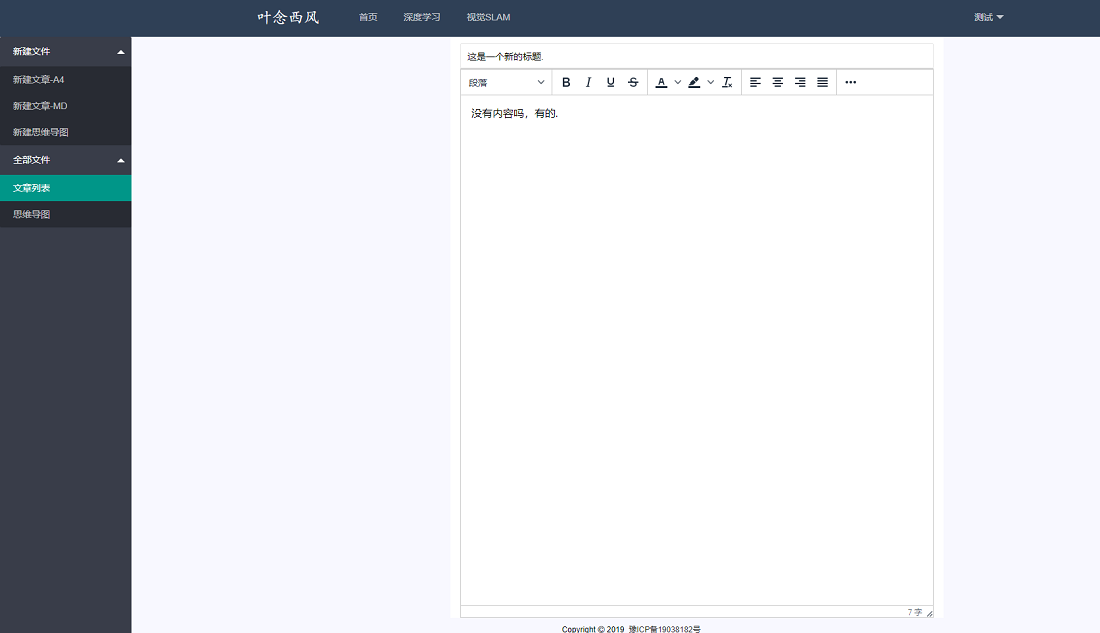 叶念西风 首页 深度学习 视觉SLAM 测试
新建文件
新建文章-A4
新建文章-MD
新建思维导图
全部文件
文章列表
思维导图
这是一个新的标题.
段落 B I U S A
没有内容吗，有的.
7 字
Copyright © 2019 豫ICP备19038182号